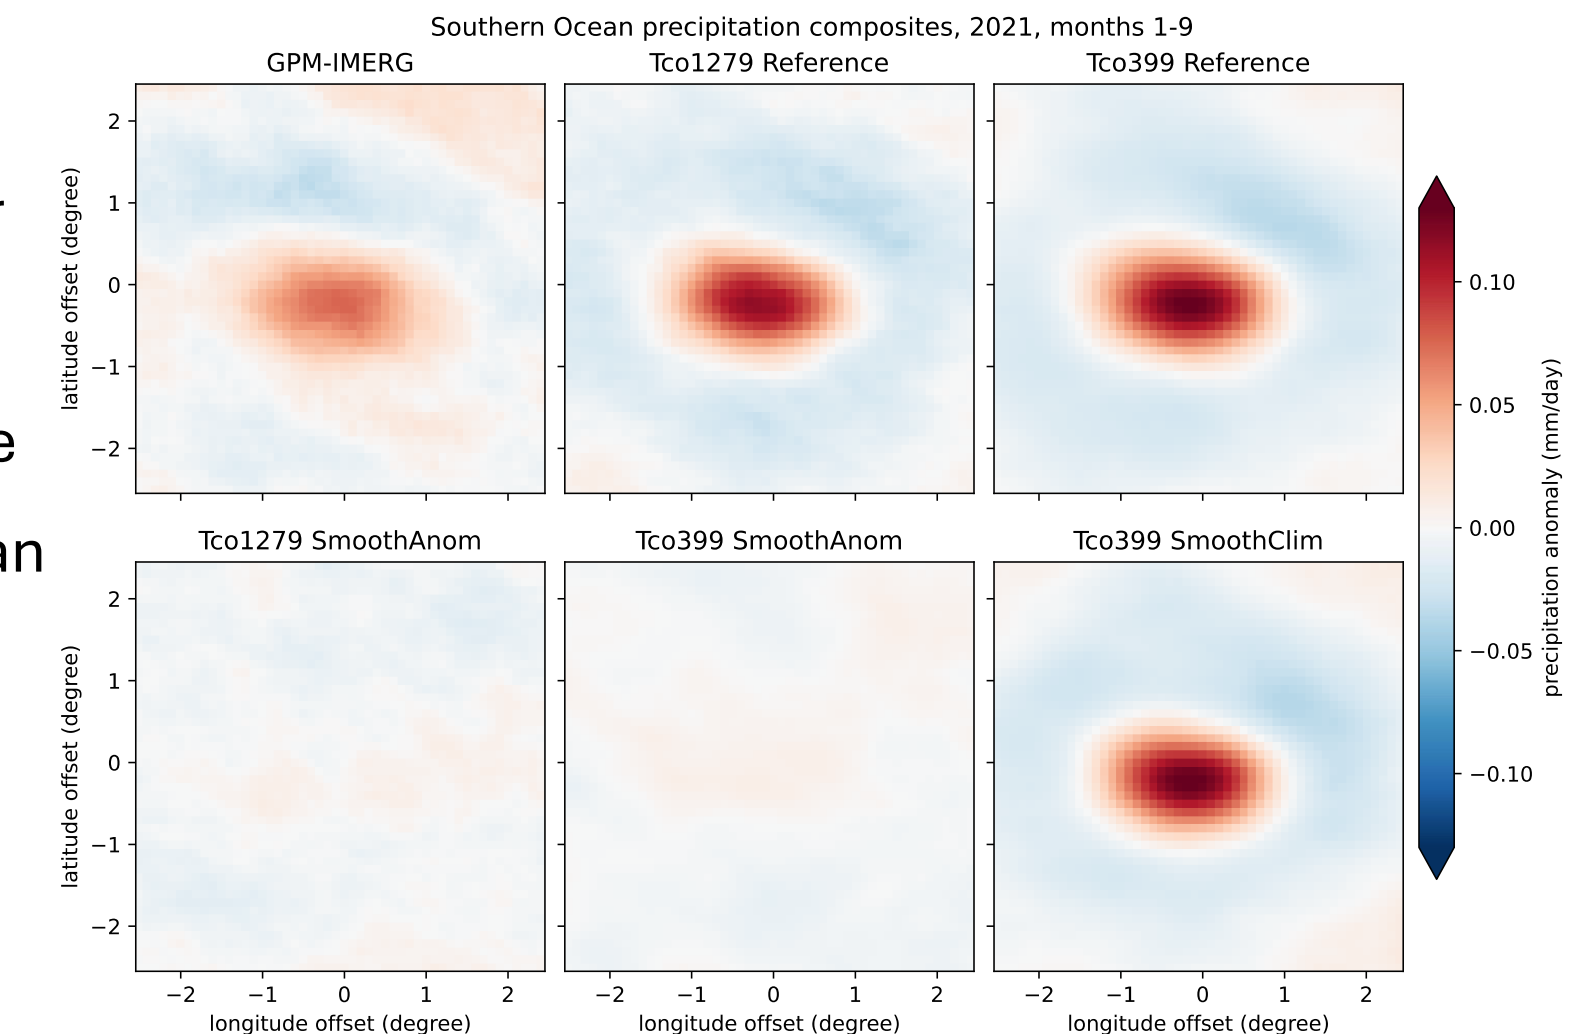 Southern Ocean precipitation composites, 2021, months 1-9
GPM-IMERG
Tco1279 Reference
Tco399 Reference
latitude offset (degree)
2
1
0
−1
−2
e
an
Tco1279 SmoothAnom
Tco399 SmoothAnom
Tco399 SmoothClim
latitude offset (degree)
2
1
0
−1
−2
−2 −1 0 1 2
−2 −1 0 1 2
−2 −1 0 1 2
longitude offset (degree)
longitude offset (degree)
longitude offset (degree)
0.10
0.05
0.00
−0.05
−0.10
precipitation anomaly (mm/day)